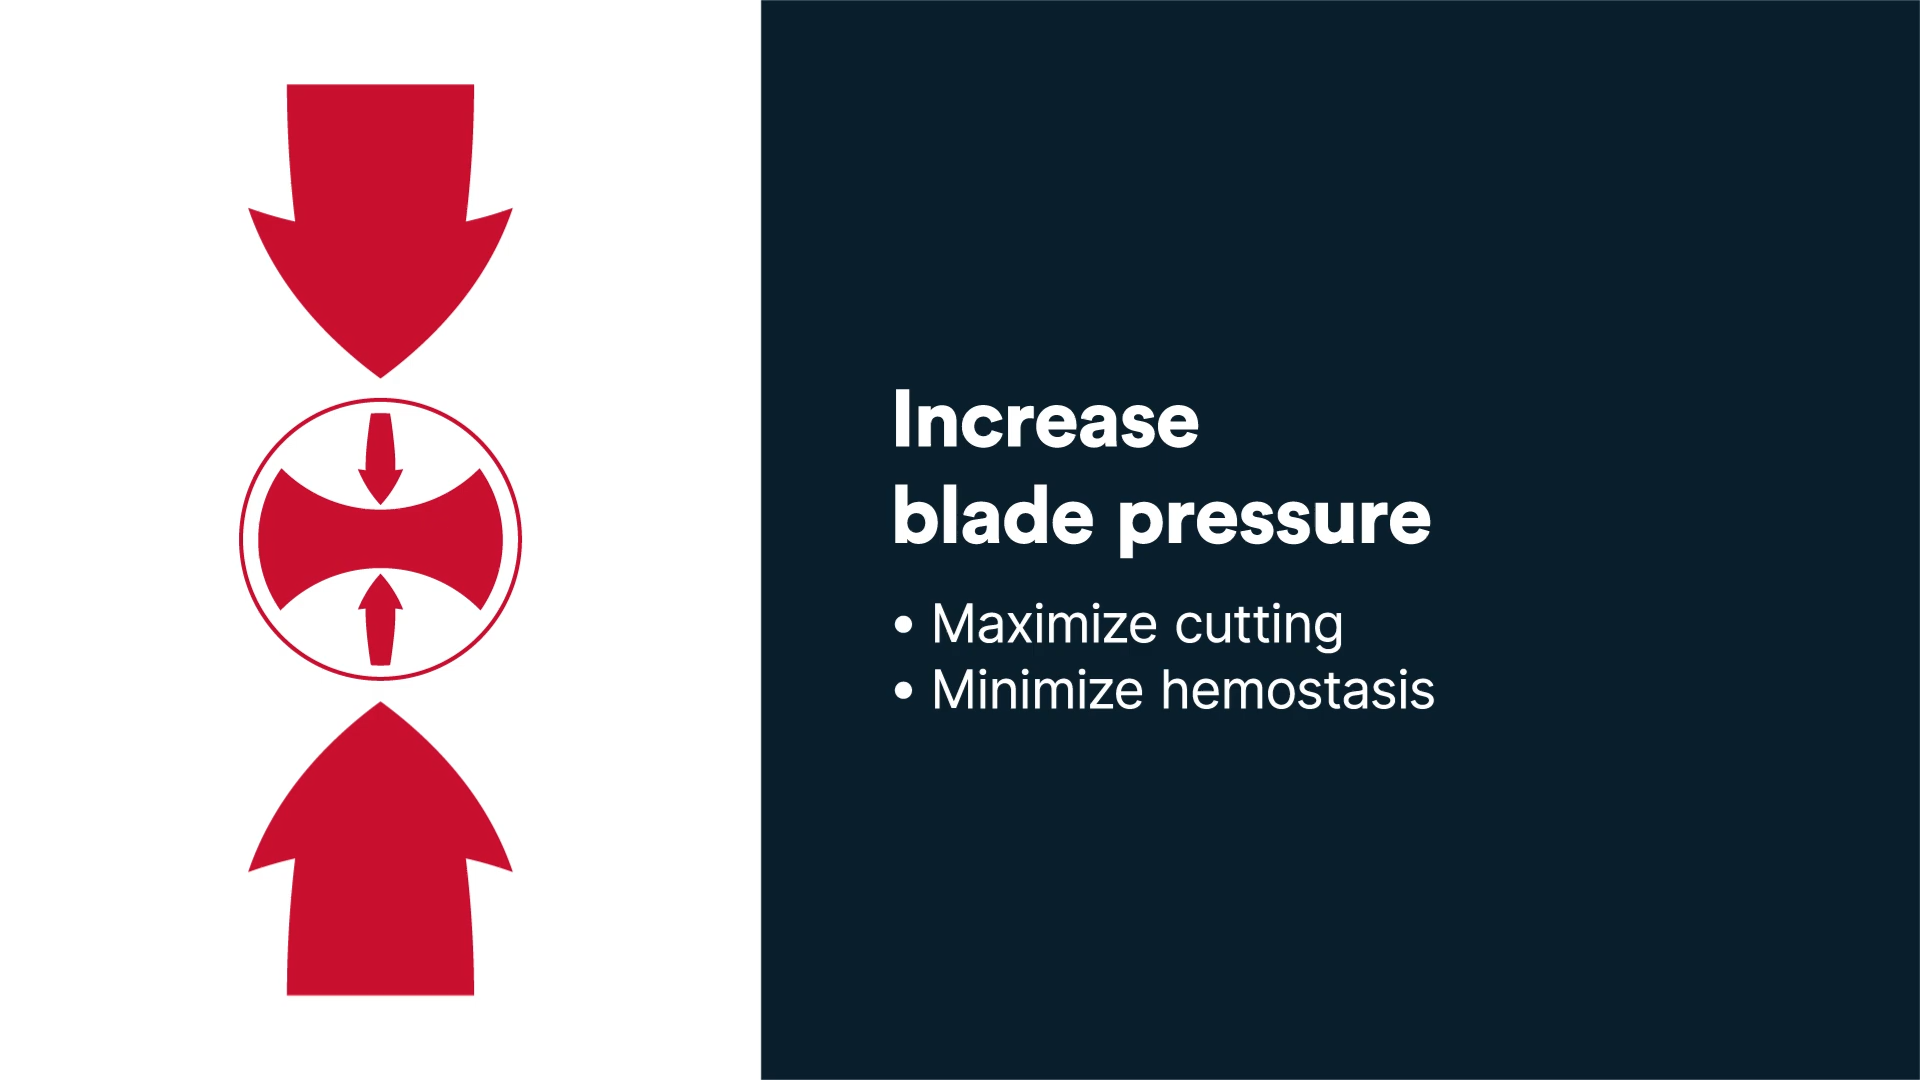 Increase
blade pressure
• Maximize cutting
• Minimize hemostasis